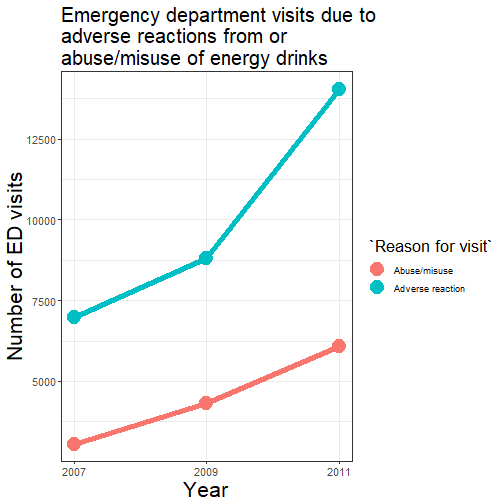 Emergency department visits due to
adverse reactions from or
abuse/misuse of energy drinks
Number of ED visits
12500
10000
7500
5000
2007
2009
2011
Year
`Reason for visit`
Abuse/misuse
Adverse reaction